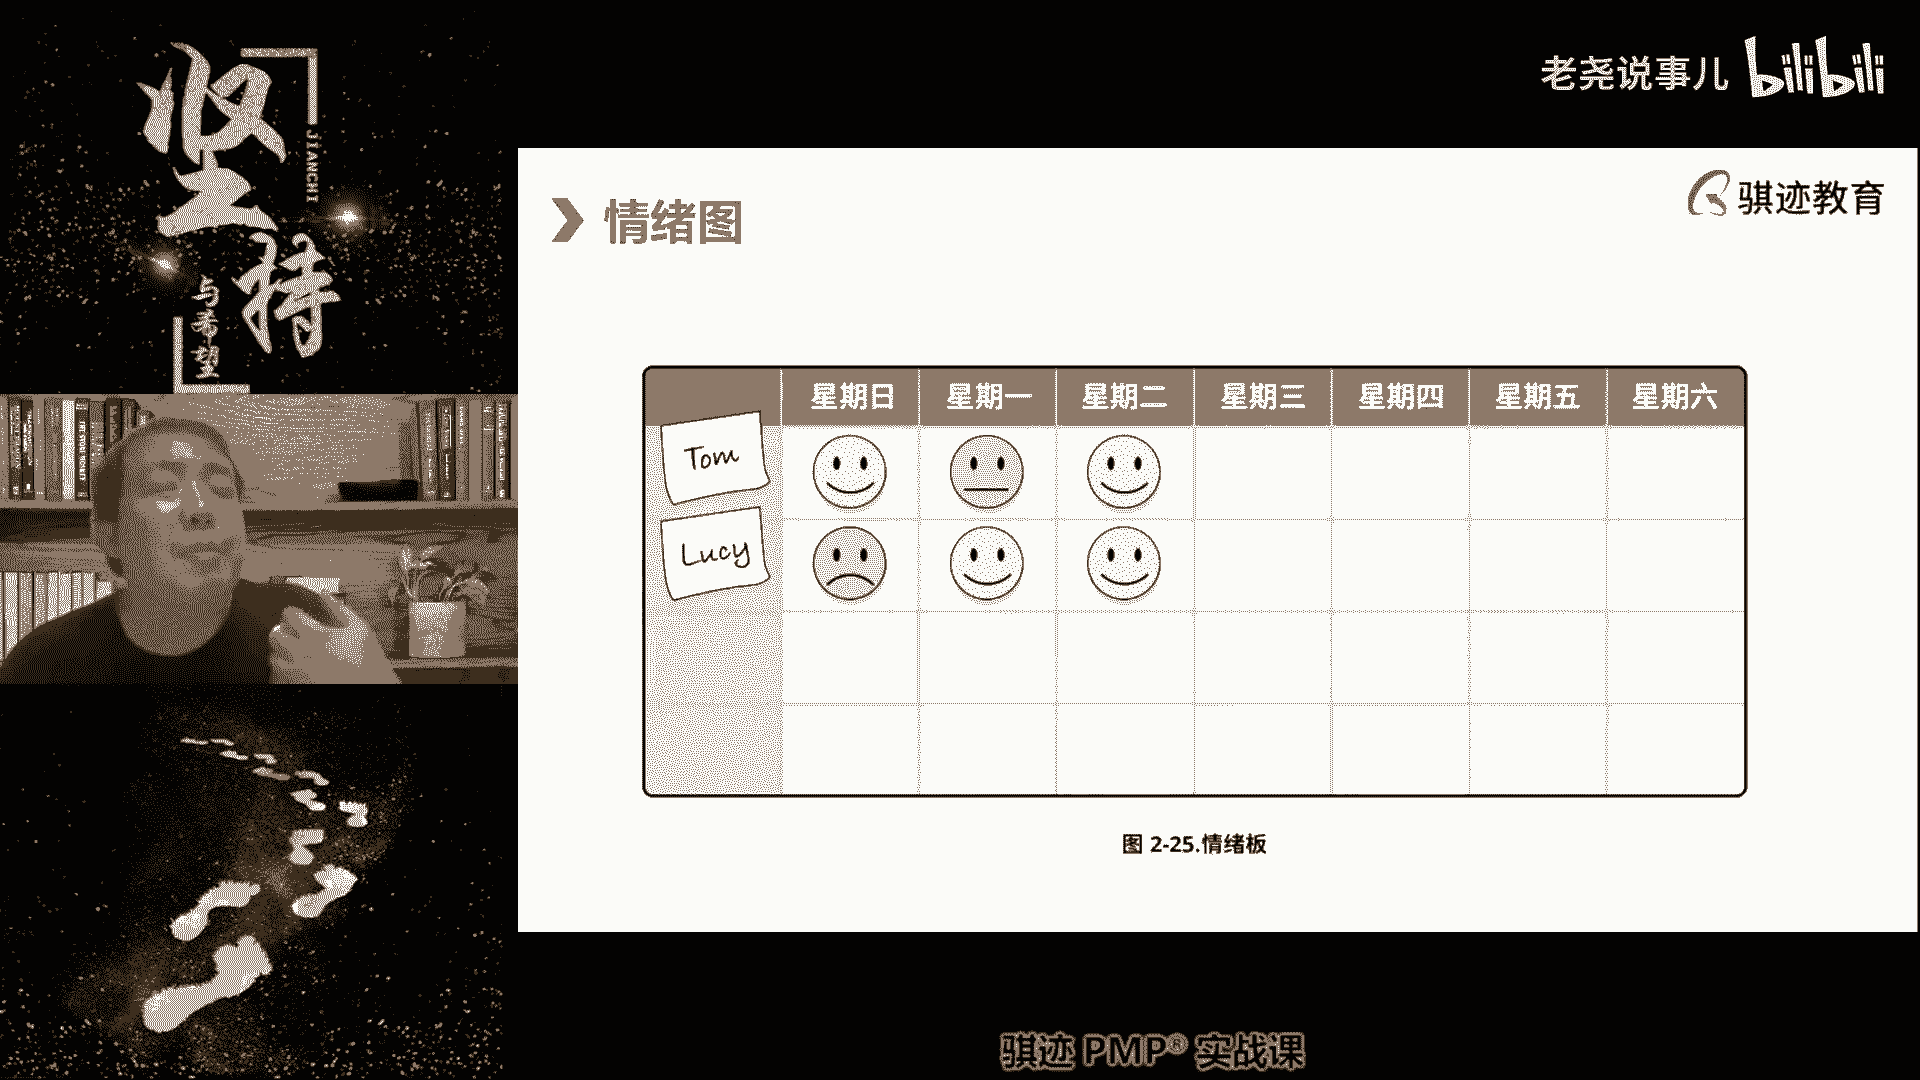 坚持
JIANCHI
与希望
老尧说事儿 bilibili
骐迹教育
情绪图
星期日 星期一 星期二 星期三 星期四 星期五 星期六
Tom
Lucy
图 2-25.情绪板
骐迹 PMP® 实战课